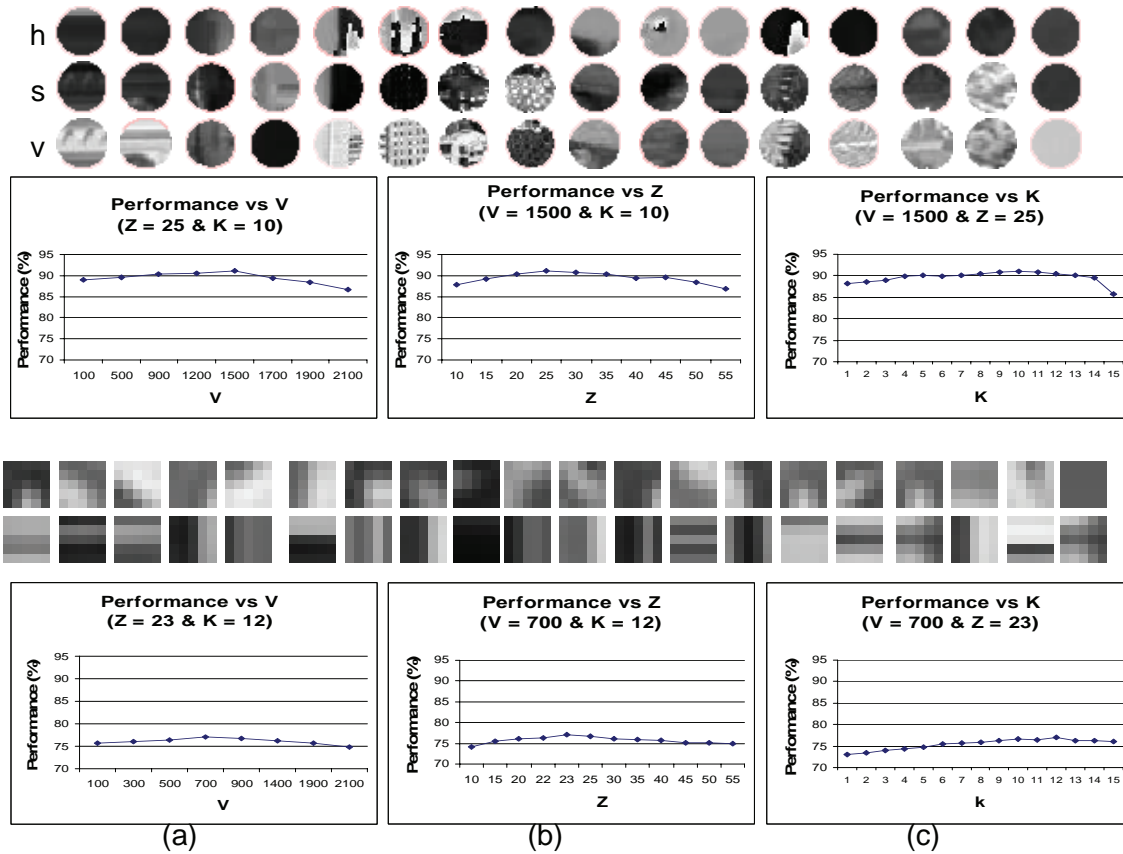 h
s
v
Performance vs V
(Z = 25 & K = 10)
Performance (%)
95
90
85
80
75
70
100 500 900 1200 1500 1700 1900 2100
V
Performance vs Z
(V = 1500 & K = 10)
Performance (%)
95
90
85
80
75
70
10 15 20 25 30 35 40 45 50 55
Z
Performance vs K
(V = 1500 & Z = 25)
Performance (%)
95
90
85
80
75
70
1 2 3 4 5 6 7 8 9 10 11 12 13 14 15
K
Performance vs V
(Z = 23 & K = 12)
Performance (%)
95
90
85
80
75
70
100 300 500 700 900 1400 1900 2100
V
Performance vs Z
(V = 700 & K = 12)
Performance (%)
95
90
85
80
75
70
10 15 20 22 23 25 30 35 40 45 50 55
Z
Performance vs K
(V = 700 & Z = 23)
Performance (%)
95
90
85
80
75
70
1 2 3 4 5 6 7 8 9 10 11 12 13 14 15
k
(a) (b) (c)